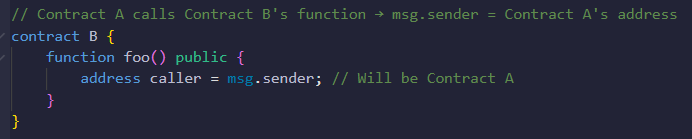 // Contract A calls Contract B's function → msg.sender = Contract A's address
contract B {
    function foo() public {
        address caller = msg.sender; // Will be Contract A
    }
}